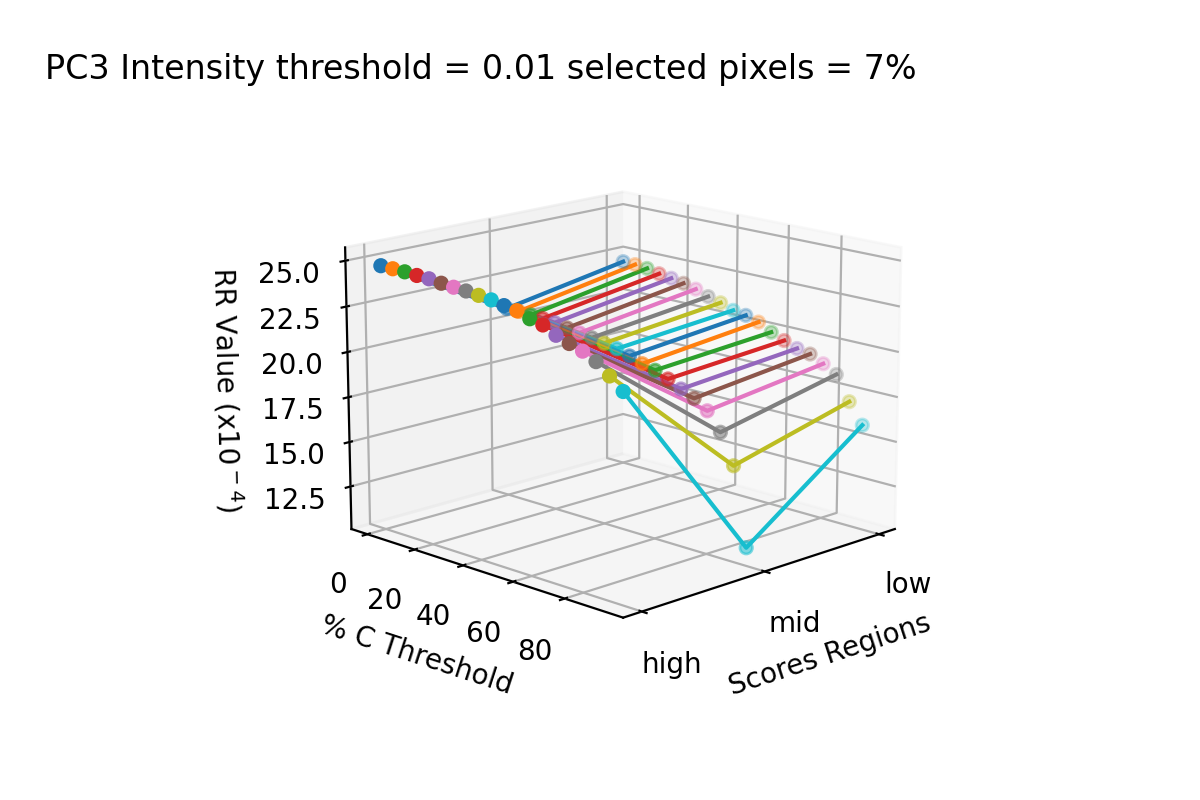 PC3 Intensity threshold = 0.01 selected pixels = 7%
RR Value (x10⁻⁴)
25.0
22.5
20.0
17.5
15.0
12.5
0
20
40
60
80
% C Threshold
high
mid
low
Scores Regions